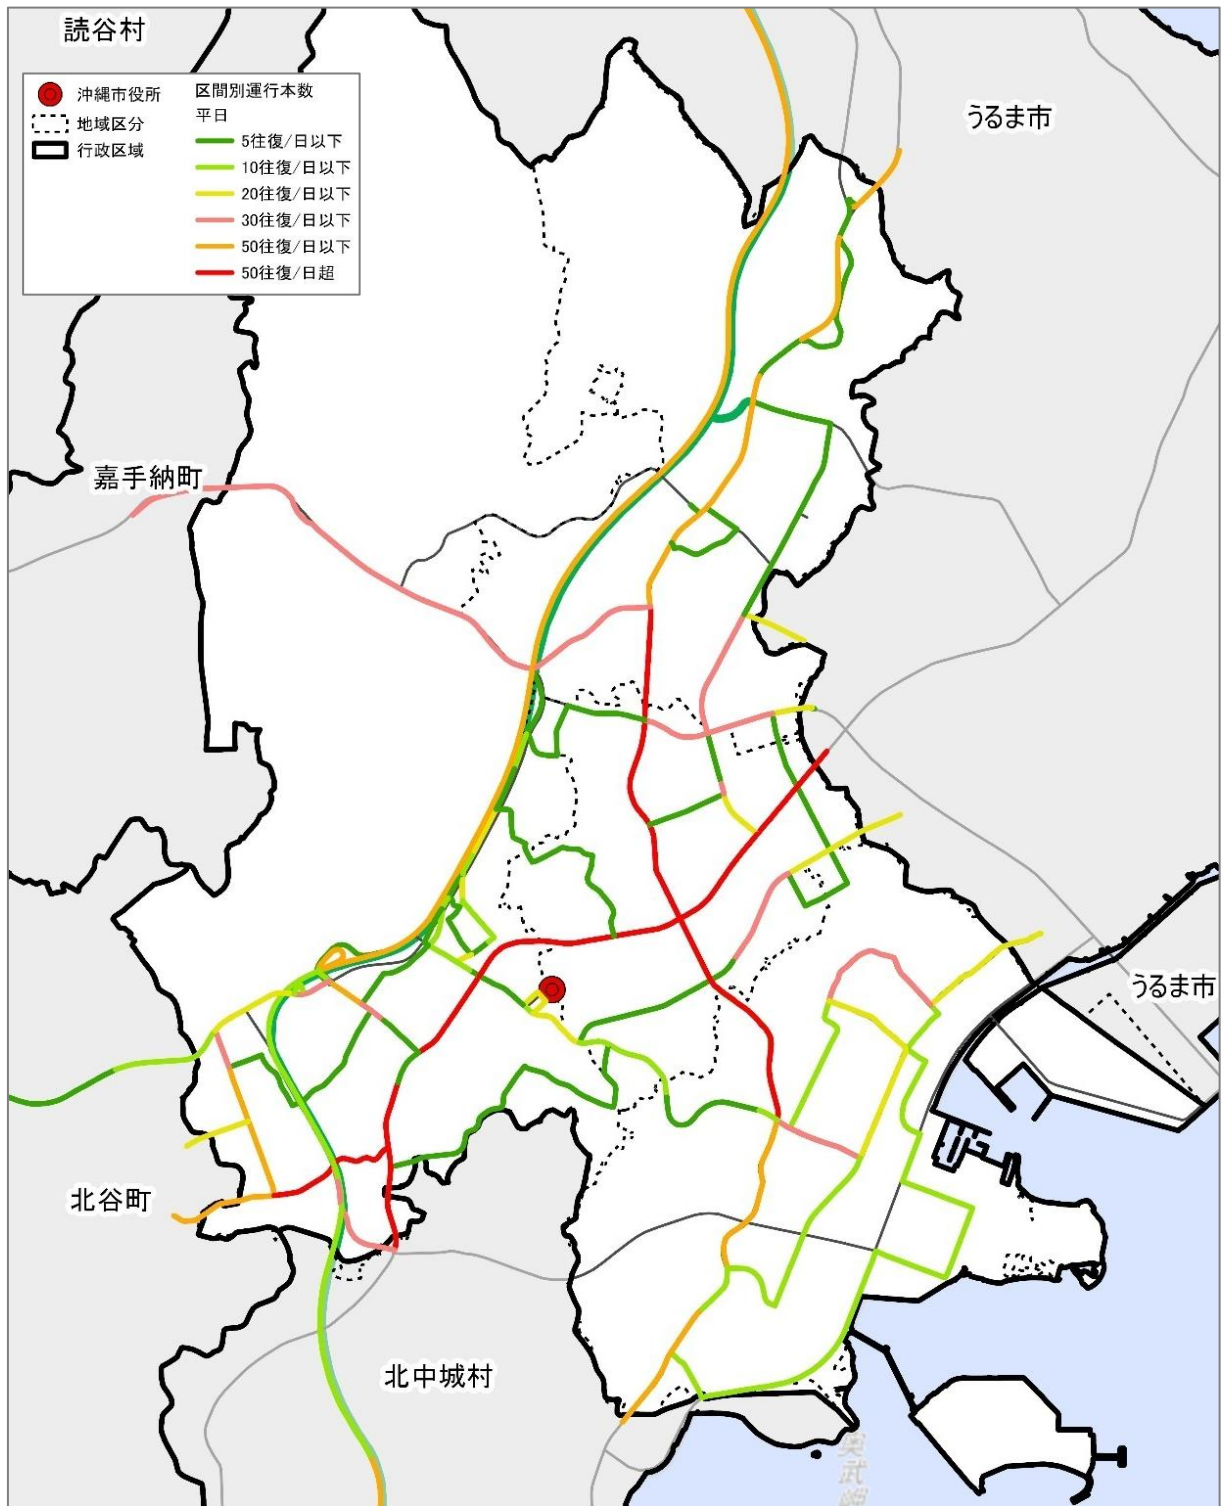 読谷村
沖縄市役所
地域区分
行政区域
区間別運行本数
平日
5往復/日以下
10往復/日以下
20往復/日以下
30往復/日以下
50往復/日以下
50往復/日超
うるま市
嘉手納町
うるま市
北谷町
北中城村